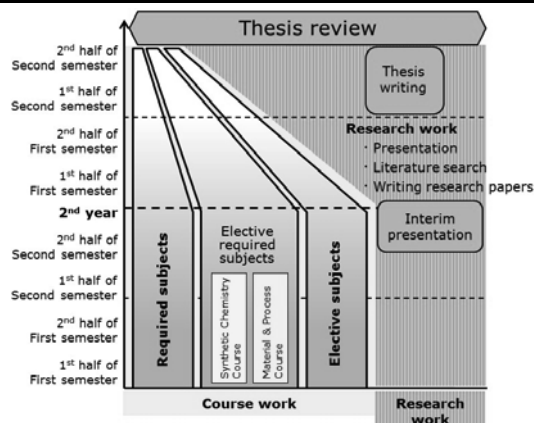 Thesis review
2nd half of
Second semester
1st half of
Second semester
2nd half of
First semester
1st half of
First semester
2nd year
2nd half of
Second semester
1st half of
Second semester
2nd half of
First semester
1st half of
First semester
Thesis
writing
Research work
· Presentation
· Literature search
· Writing research papers
Interim
presentation
Required subjects
Elective
required
subjects
Synthetic Chemistry
Course
Material & Process
Course
Elective subjects
Course work
Research
work